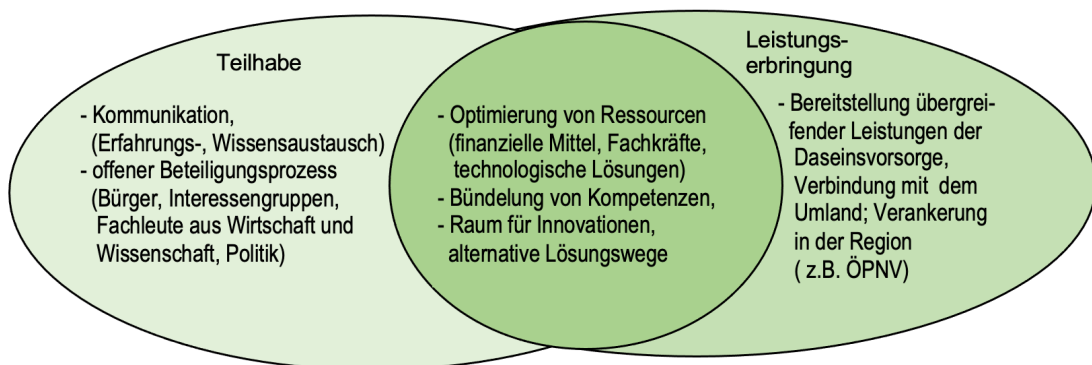 Teilhabe
- Kommunikation,
(Erfahrungs-, Wissensaustausch)
- offener Beteiligungsprozess
(Bürger, Interessengruppen,
Fachleute aus Wirtschaft und
Wissenschaft, Politik)
- Optimierung von Ressourcen
(finanzielle Mittel, Fachkräfte,
technologische Lösungen)
- Bündelung von Kompetenzen,
- Raum für Innovationen,
alternative Lösungswege
Leistungs-
erbringung
- Bereitstellung übergrei-
fender Leistungen der
Daseinsvorsorge,
Verbindung mit dem
Umland; Verankerung
in der Region
( z.B. ÖPNV)